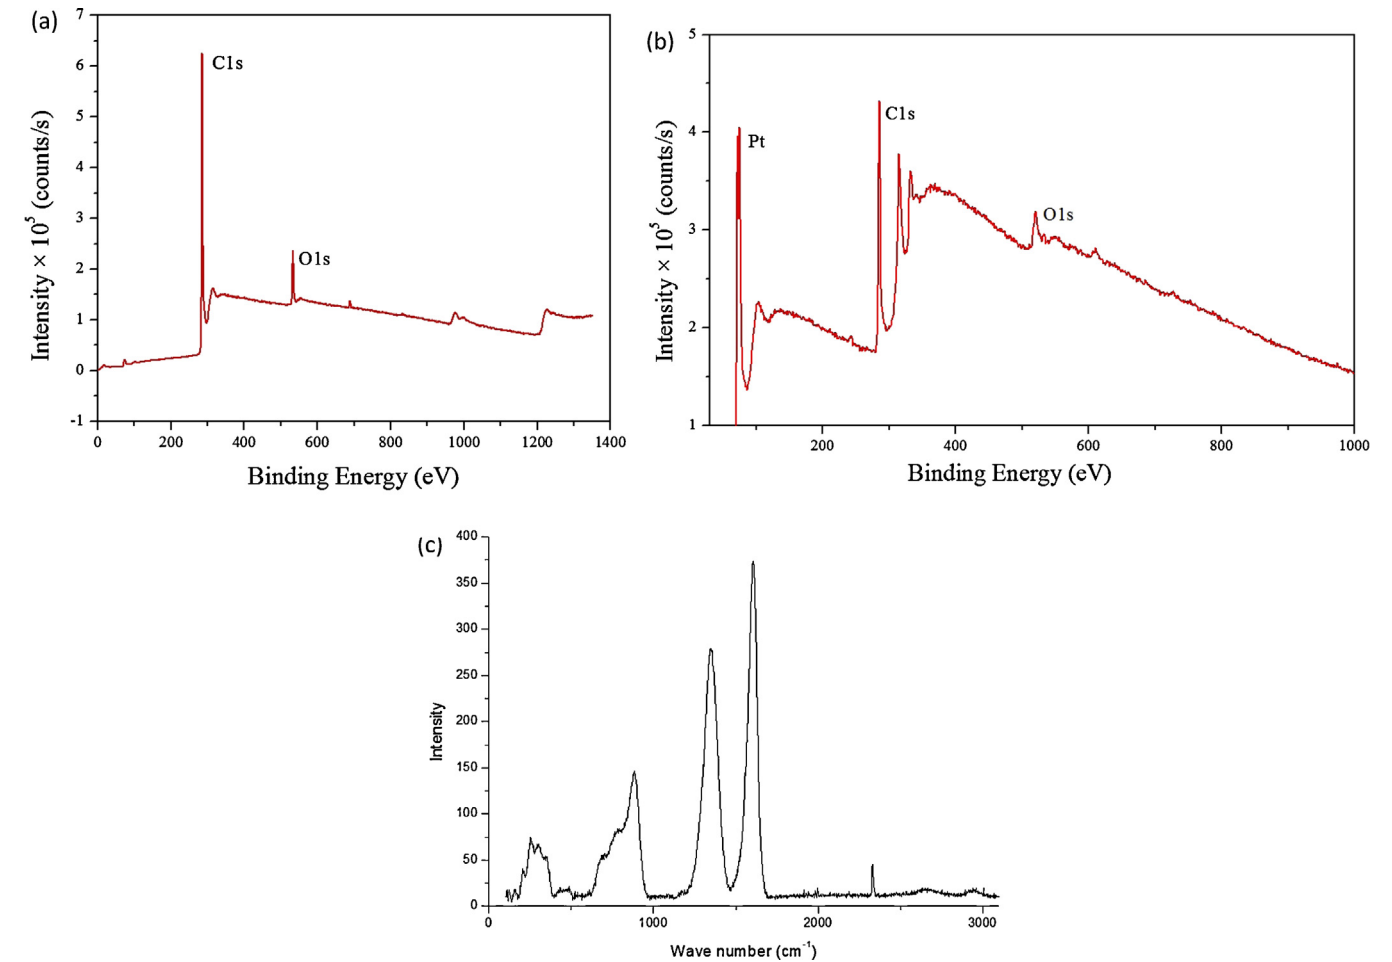 (a)
7
6
5
4
3
2
1
0
-1
C1s
O1s
0 200 400 600 800 1000 1200 1400
Intensity × 10⁵ (counts/s)
Binding Energy (eV)
(b)
5
4
3
2
1
Pt
C1s
O1s
200 400 600 800 1000
Intensity × 10⁵ (counts/s)
Binding Energy (eV)
(c)
400
350
300
250
200
150
100
50
0
0 1000 2000 3000
Intensity
Wave number (cm⁻¹)